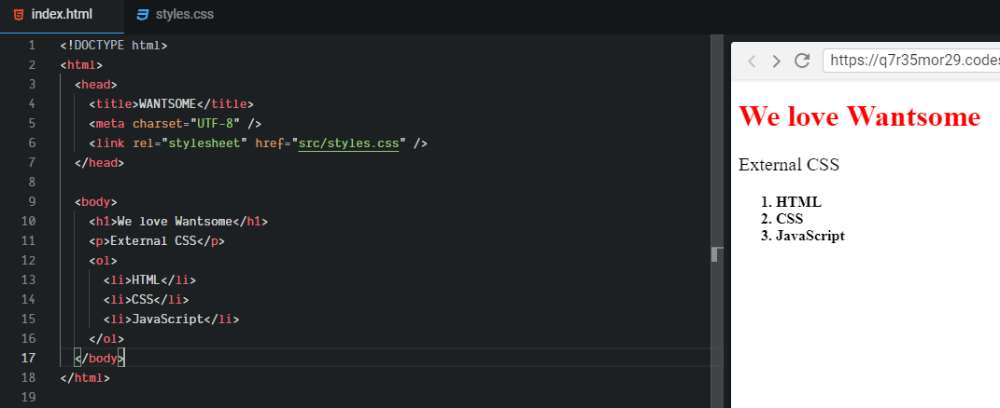 index.html
styles.css
1 <!DOCTYPE html>
2 <html>
3 <head>
4 <title>WANTSOME</title>
5 <meta charset="UTF-8" />
6 <link rel="stylesheet" href="src/styles.css" />
7 </head>
8
9 <body>
10 <h1>We love Wantsome</h1>
11 <p>External CSS</p>
12 <ol>
13 <li>HTML</li>
14 <li>CSS</li>
15 <li>JavaScript</li>
16 </ol>
17 </body>
18 </html>
19
https://q7r35mor29.codes
We love Wantsome
External CSS
1. HTML
2. CSS
3. JavaScript